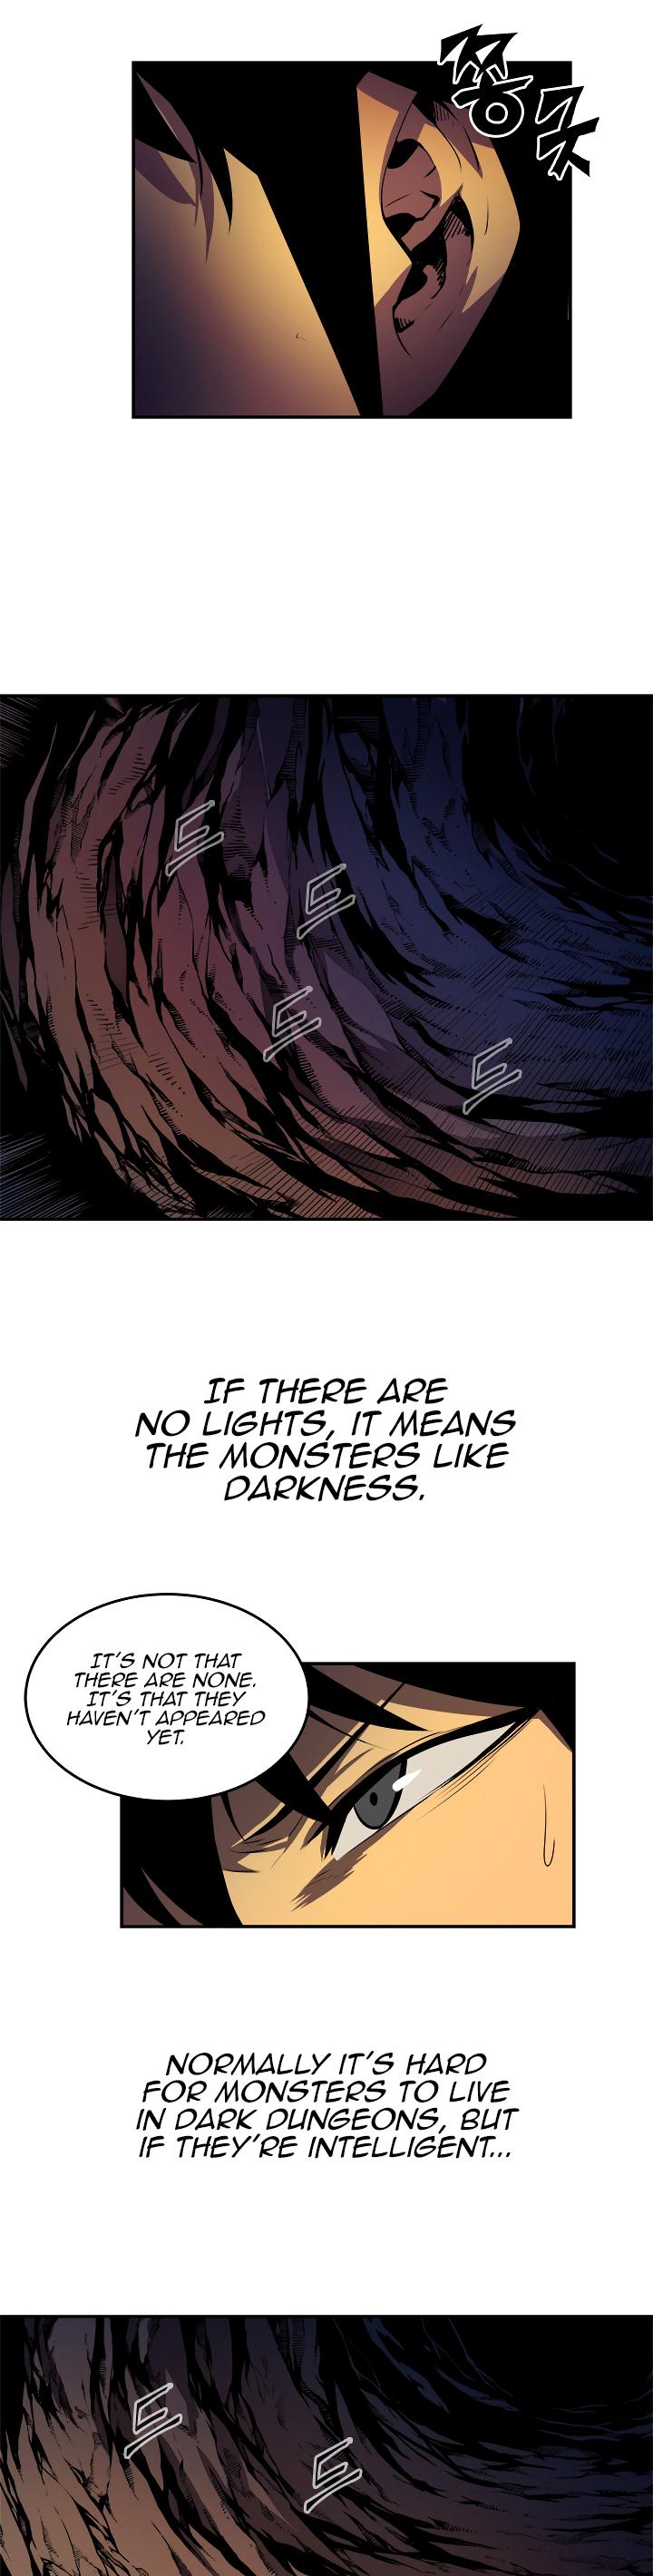 쫑긋
드
드
드
드
IF THERE ARE
NO LIGHTS, IT MEANS
THE MONSTERS LIKE
DARKNESS.
IT'S NOT THAT
THERE ARE NONE.
IT'S THAT THEY
HAVEN'T APPEARED
YET.
NORMALLY IT'S HARD
FOR MONSTERS TO LIVE
IN DARK DUNGEONS, BUT
IF THEY'RE INTELLIGENT...
드
드